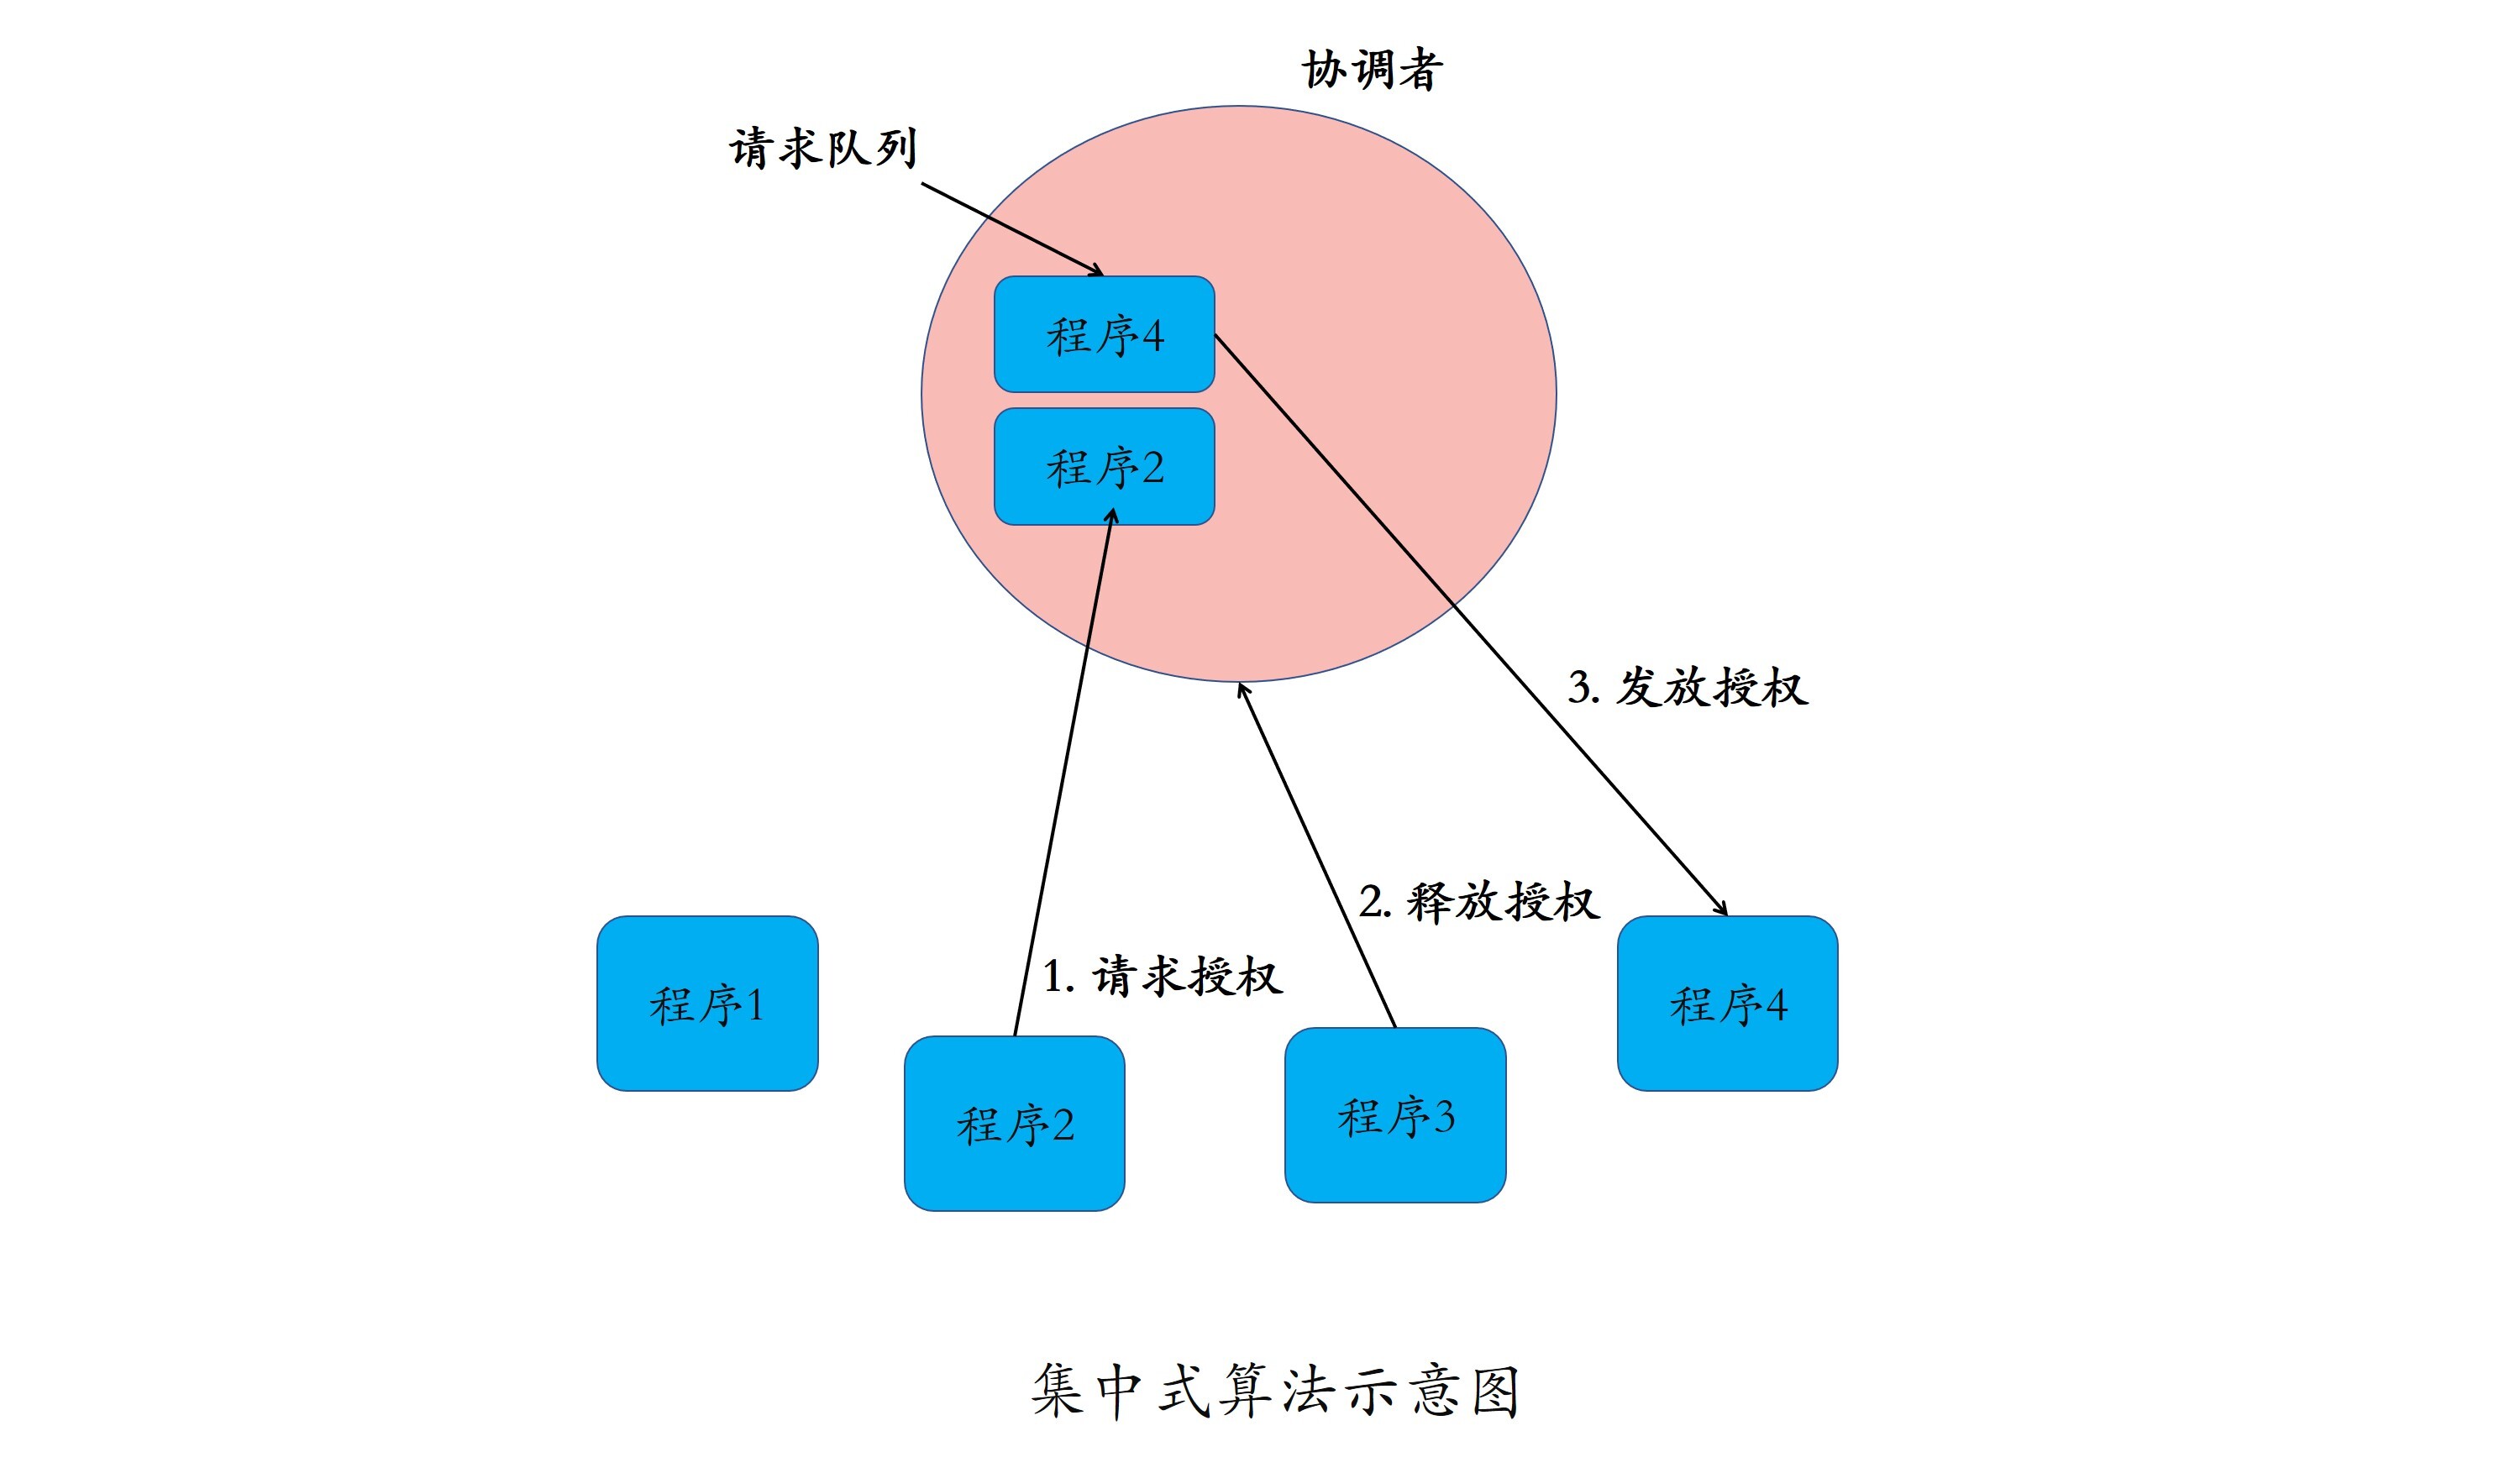 协调者
请求队列
程序4
程序2
3. 发放授权
2. 释放授权
1. 请求授权
程序1
程序2
程序3
程序4
集中式算法示意图